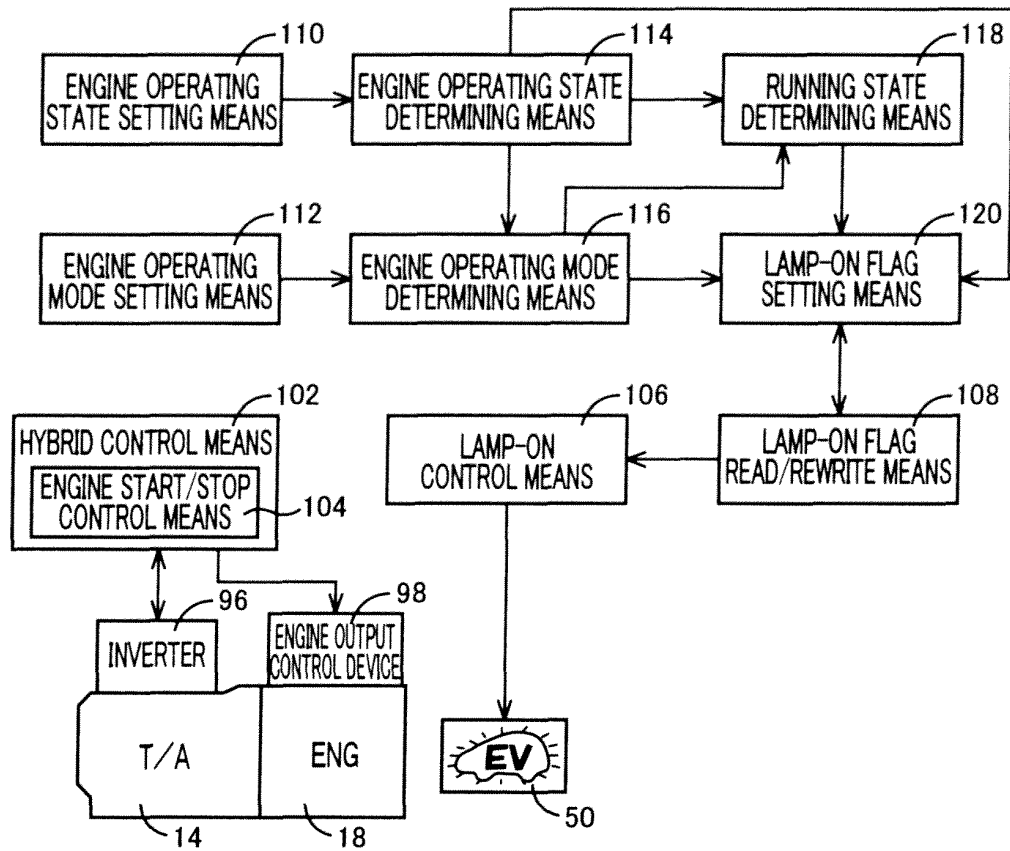 110
114
118
ENGINE OPERATING
STATE SETTING MEANS
ENGINE OPERATING STATE
DETERMINING MEANS
RUNNING STATE
DETERMINING MEANS
112
116
120
ENGINE OPERATING
MODE SETTING MEANS
ENGINE OPERATING MODE
DETERMINING MEANS
LAMP-ON FLAG
SETTING MEANS
102
106
108
HYBRID CONTROL MEANS
ENGINE START/STOP
CONTROL MEANS
104
LAMP-ON
CONTROL MEANS
LAMP-ON FLAG
READ/REWRITE MEANS
96
98
INVERTER
ENGINE OUTPUT
CONTROL DEVICE
T/A
ENG
EV
14
18
50